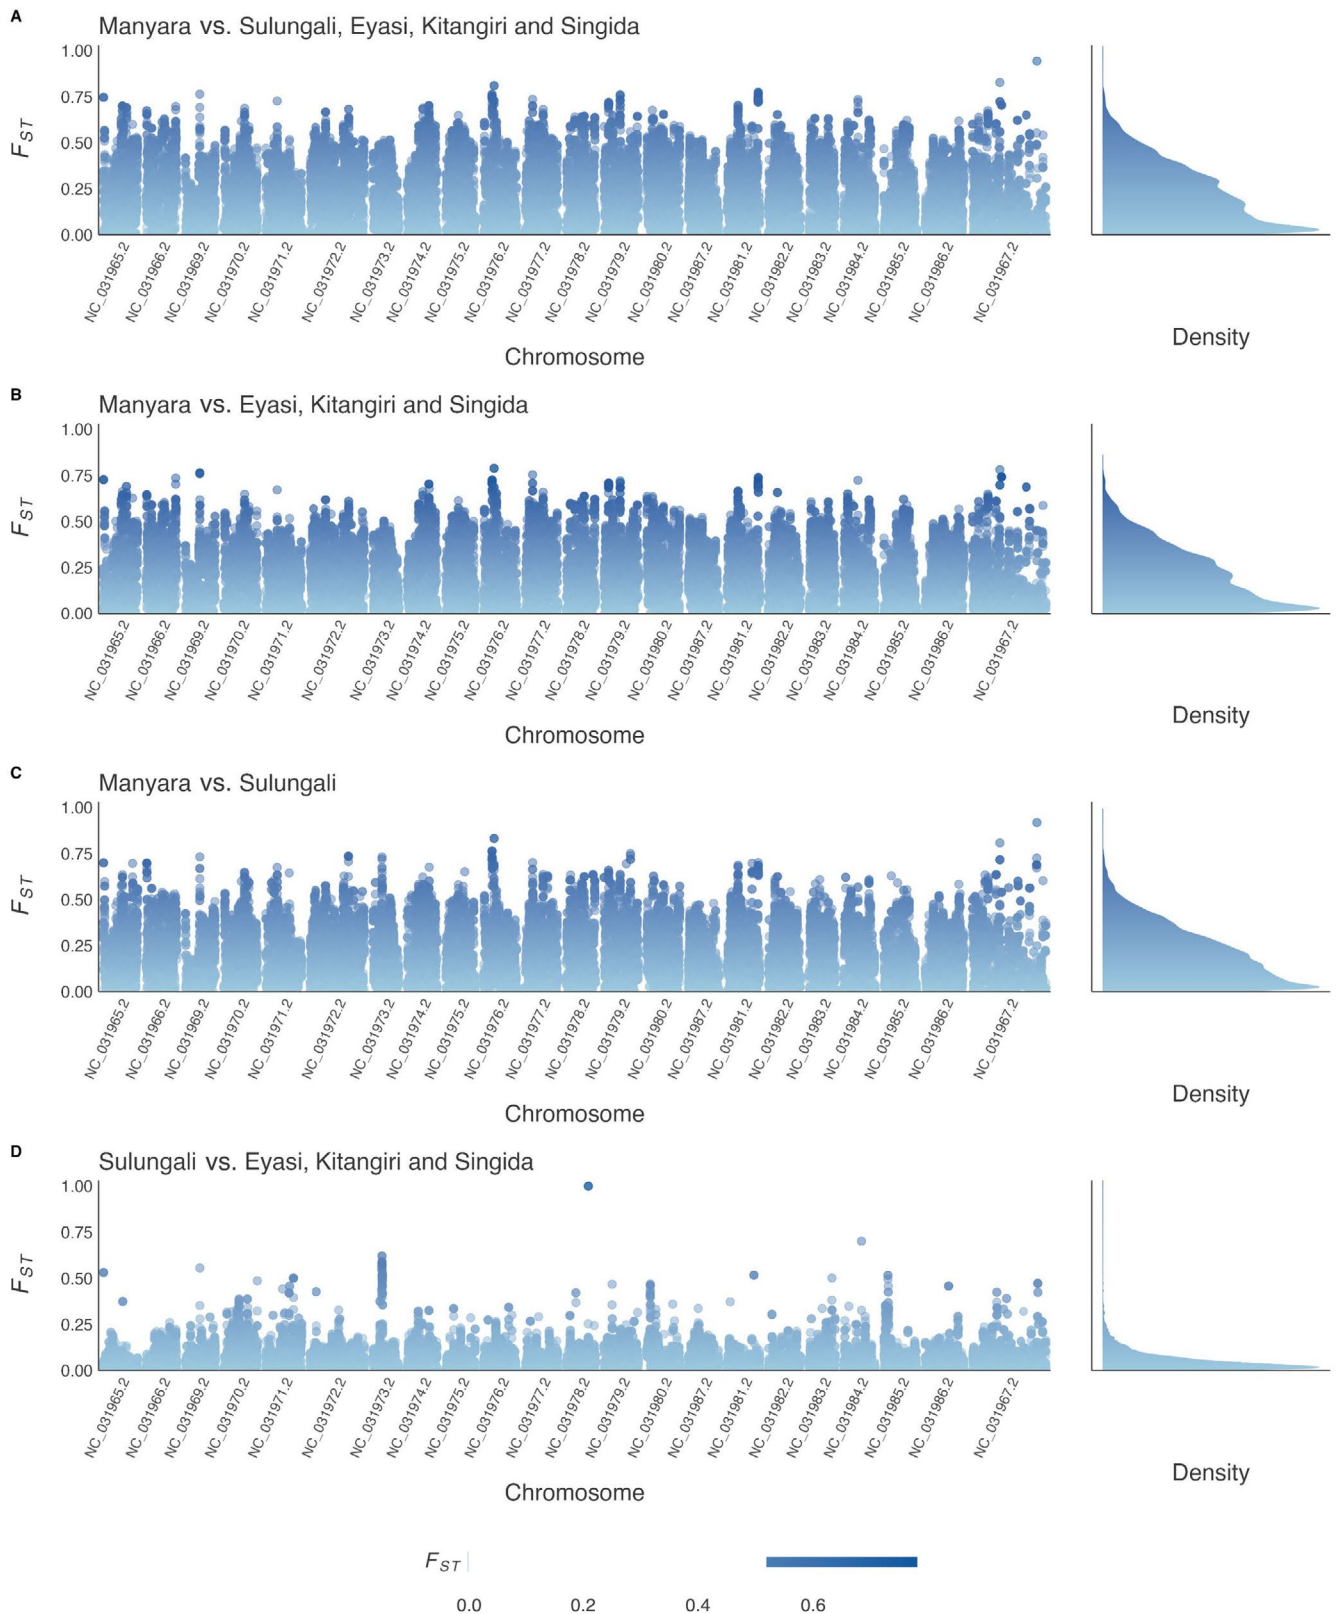 A
Manyara vs. Sulungali, Eyasi, Kitangiri and Singida
1.00
0.75
0.50
0.25
0.00
F_ST
NC_031965.2 NC_031966.2 NC_031969.2 NC_031970.2 NC_031971.2 NC_031972.2 NC_031973.2 NC_031974.2 NC_031975.2 NC_031976.2 NC_031977.2 NC_031978.2 NC_031979.2 NC_031980.2 NC_031987.2 NC_031981.2 NC_031982.2 NC_031983.2 NC_031984.2 NC_031985.2 NC_031986.2 NC_031967.2
Density
Chromosome
B
Manyara vs. Eyasi, Kitangiri and Singida
1.00
0.75
0.50
0.25
0.00
F_ST
NC_031965.2 NC_031966.2 NC_031969.2 NC_031970.2 NC_031971.2 NC_031972.2 NC_031973.2 NC_031974.2 NC_031975.2 NC_031976.2 NC_031977.2 NC_031978.2 NC_031979.2 NC_031980.2 NC_031987.2 NC_031981.2 NC_031982.2 NC_031983.2 NC_031984.2 NC_031985.2 NC_031986.2 NC_031967.2
Density
Chromosome
C
Manyara vs. Sulungali
1.00
0.75
0.50
0.25
0.00
F_ST
NC_031965.2 NC_031966.2 NC_031969.2 NC_031970.2 NC_031971.2 NC_031972.2 NC_031973.2 NC_031974.2 NC_031975.2 NC_031976.2 NC_031977.2 NC_031978.2 NC_031979.2 NC_031980.2 NC_031987.2 NC_031981.2 NC_031982.2 NC_031983.2 NC_031984.2 NC_031985.2 NC_031986.2 NC_031967.2
Density
Chromosome
D
Sulungali vs. Eyasi, Kitangiri and Singida
1.00
0.75
0.50
0.25
0.00
F_ST
NC_031965.2 NC_031966.2 NC_031969.2 NC_031970.2 NC_031971.2 NC_031972.2 NC_031973.2 NC_031974.2 NC_031975.2 NC_031976.2 NC_031977.2 NC_031978.2 NC_031979.2 NC_031980.2 NC_031987.2 NC_031981.2 NC_031982.2 NC_031983.2 NC_031984.2 NC_031985.2 NC_031986.2 NC_031967.2
Density
Chromosome
F_ST
0.0 0.2 0.4 0.6